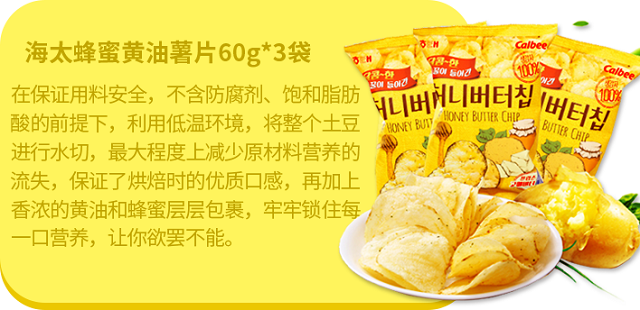 海太蜂蜜黄油薯片60g*3袋
在保证用料安全，不含防腐剂、饱和脂肪
酸的前提下，利用低温环境，将整个土豆
进行水切，最大程度上减少原材料营养的
流失，保证了烘焙时的优质口感，再加上
香浓的黄油和蜂蜜层层包裹，牢牢锁住每
一口营养，让你欲罢不能。
Calbee
Calbee
100%
100%
허니버터칩
HONEY BUTTER CHIP
버터칩
BUTTER CHIP